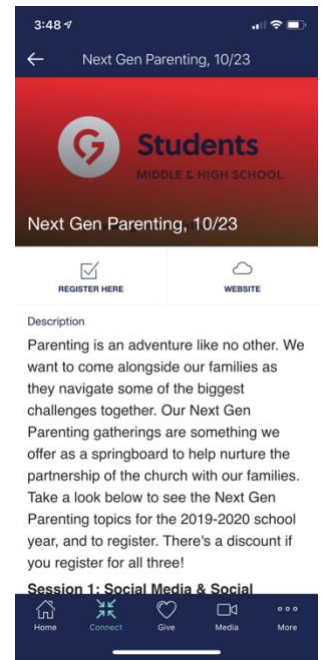 3:48
Next Gen Parenting, 10/23
G Students
MIDDLE & HIGH SCHOOL
Next Gen Parenting, 10/23
REGISTER HERE
WEBSITE
Description
Parenting is an adventure like no other. We
want to come alongside our families as
they navigate some of the biggest
challenges together. Our Next Gen
Parenting gatherings are something we
offer as a springboard to help nurture the
partnership of the church with our families.
Take a look below to see the Next Gen
Parenting topics for the 2019-2020 school
year, and to register. There's a discount if
you register for all three!
Session 1: Social Media & Social
Home
Connect
Give
Media
More